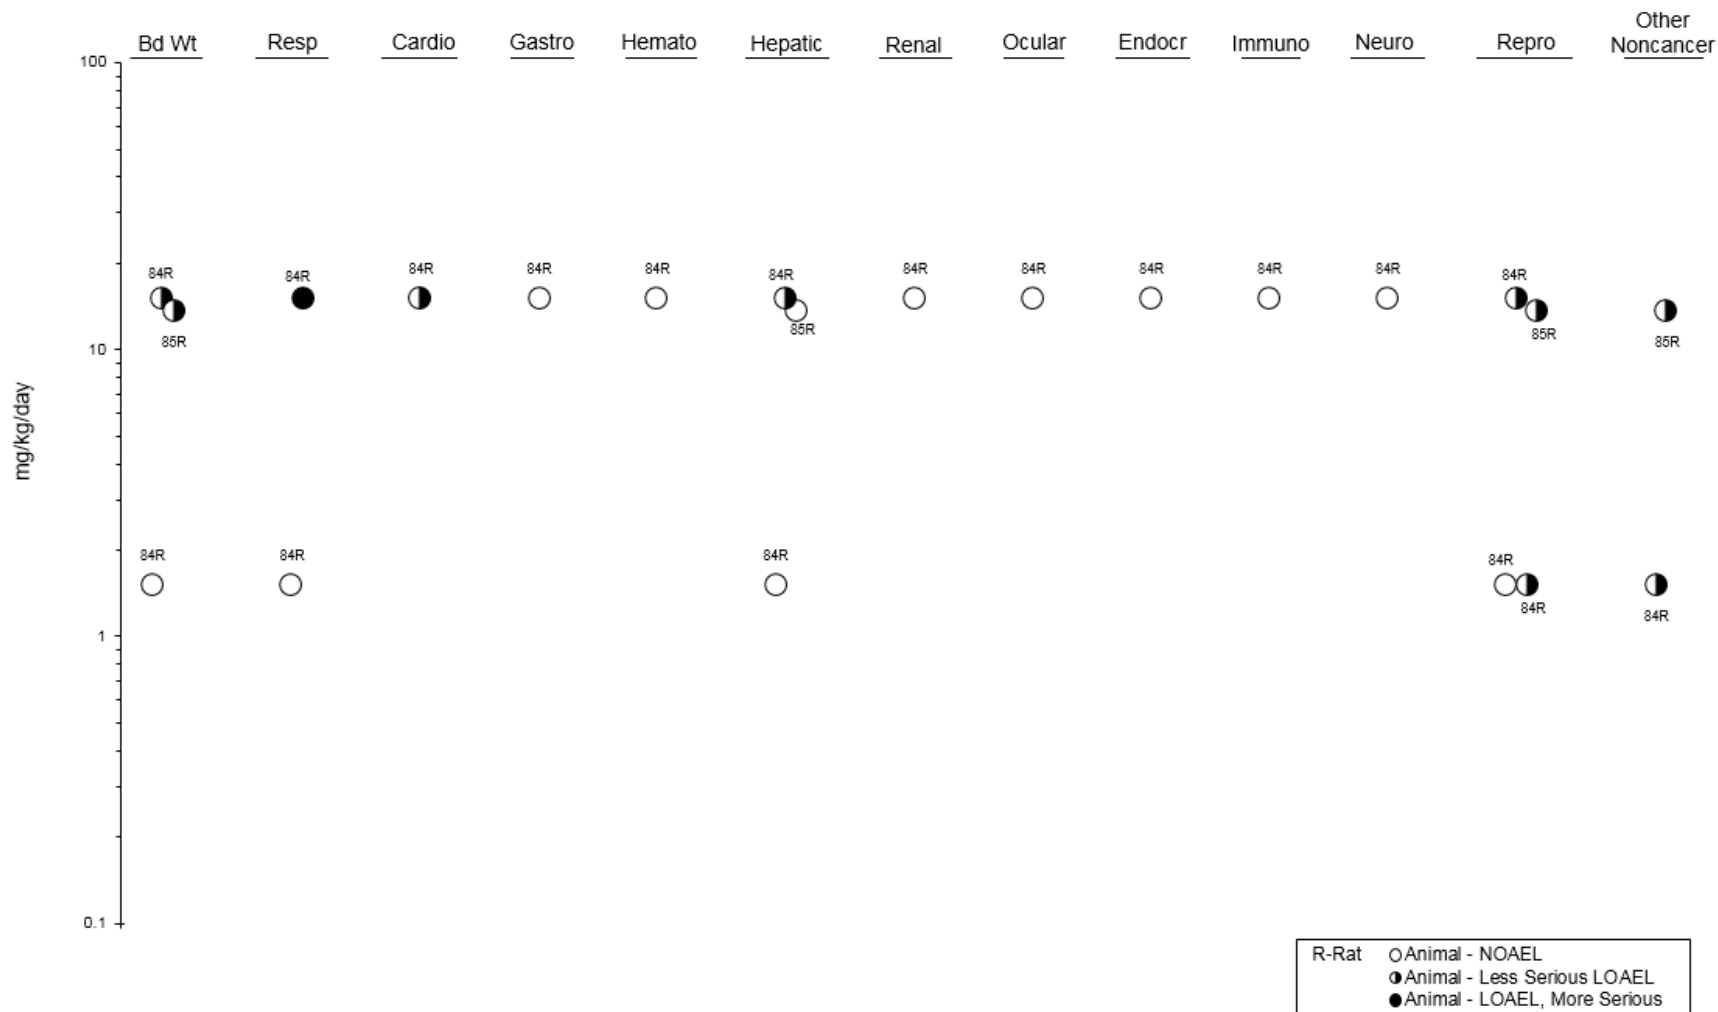 Bd Wt Resp Cardio Gastro Hemato Hepatic Renal Ocular Endocr Immuno Neuro Repro Other Noncancer
100
84R 84R 84R 84R 84R 84R 84R 84R 84R 84R 84R 84R
85R 85R 85R 85R
10
mg/kg/day
84R 84R 84R 84R
84R 84R
1
0.1
R-Rat Animal - NOAEL
Animal - Less Serious LOAEL
Animal - LOAEL, More Serious